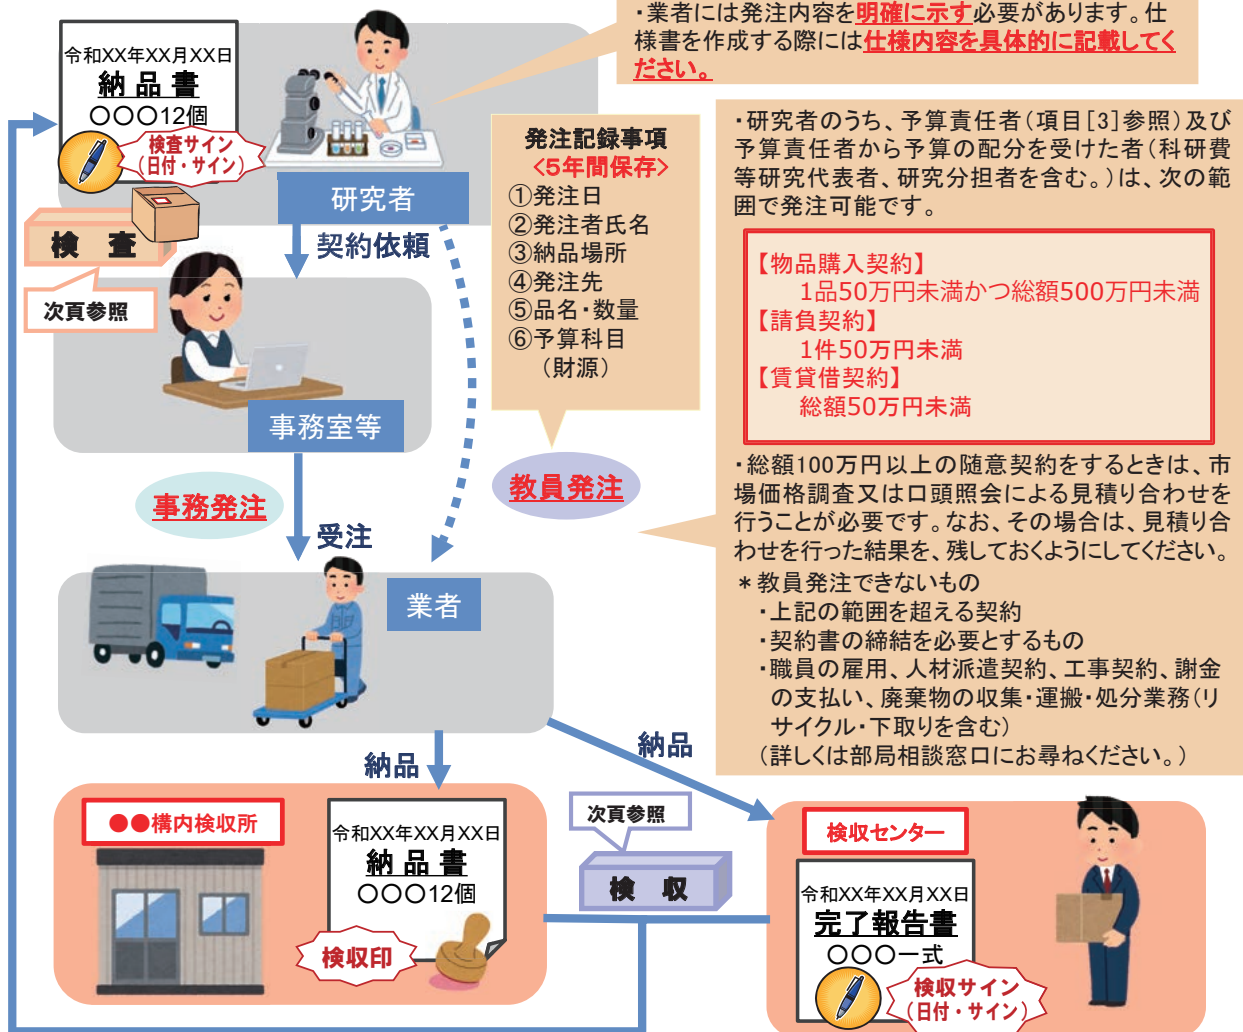 ・業者には発注内容を明確に示す必要があります。仕
様書を作成する際には仕様内容を具体的に記載してく
ださい。
令和XX年XX月XX日
納品書
〇〇〇12個
検査サイン
(日付・サイン)
検 査
次頁参照
研究者
契約依頼
発注記録事項
<5年間保存>
①発注日
②発注者氏名
③納品場所
④発注先
⑤品名・数量
⑥予算科目
(財源)
・研究者のうち、予算責任者(項目[3]参照)及び
予算責任者から予算の配分を受けた者(科研費
等研究代表者、研究分担者を含む。)は、次の範
囲で発注可能です。
【物品購入契約】
1品50万円未満かつ総額500万円未満
【請負契約】
1件50万円未満
【賃貸借契約】
総額50万円未満
・総額100万円以上の随意契約をするときは、市
場価格調査又は口頭照会による見積り合わせを
行うことが必要です。なお、その場合は、見積り合
わせを行った結果を、残しておくようにしてください。
*教員発注できないもの
・上記の範囲を超える契約
・契約書の締結を必要とするもの
・職員の雇用、人材派遣契約、工事契約、謝金
の支払い、廃棄物の収集・運搬・処分業務(リ
サイクル・下取りを含む)
(詳しくは部局相談窓口にお尋ねください。)
事務室等
事務発注
教員発注
受注
業者
納品
納品
●●構内検収所
令和XX年XX月XX日
納品書
〇〇〇12個
検収印
次頁参照
検 収
検収センター
令和XX年XX月XX日
完了報告書
〇〇〇一式
検収サイン
(日付・サイン)